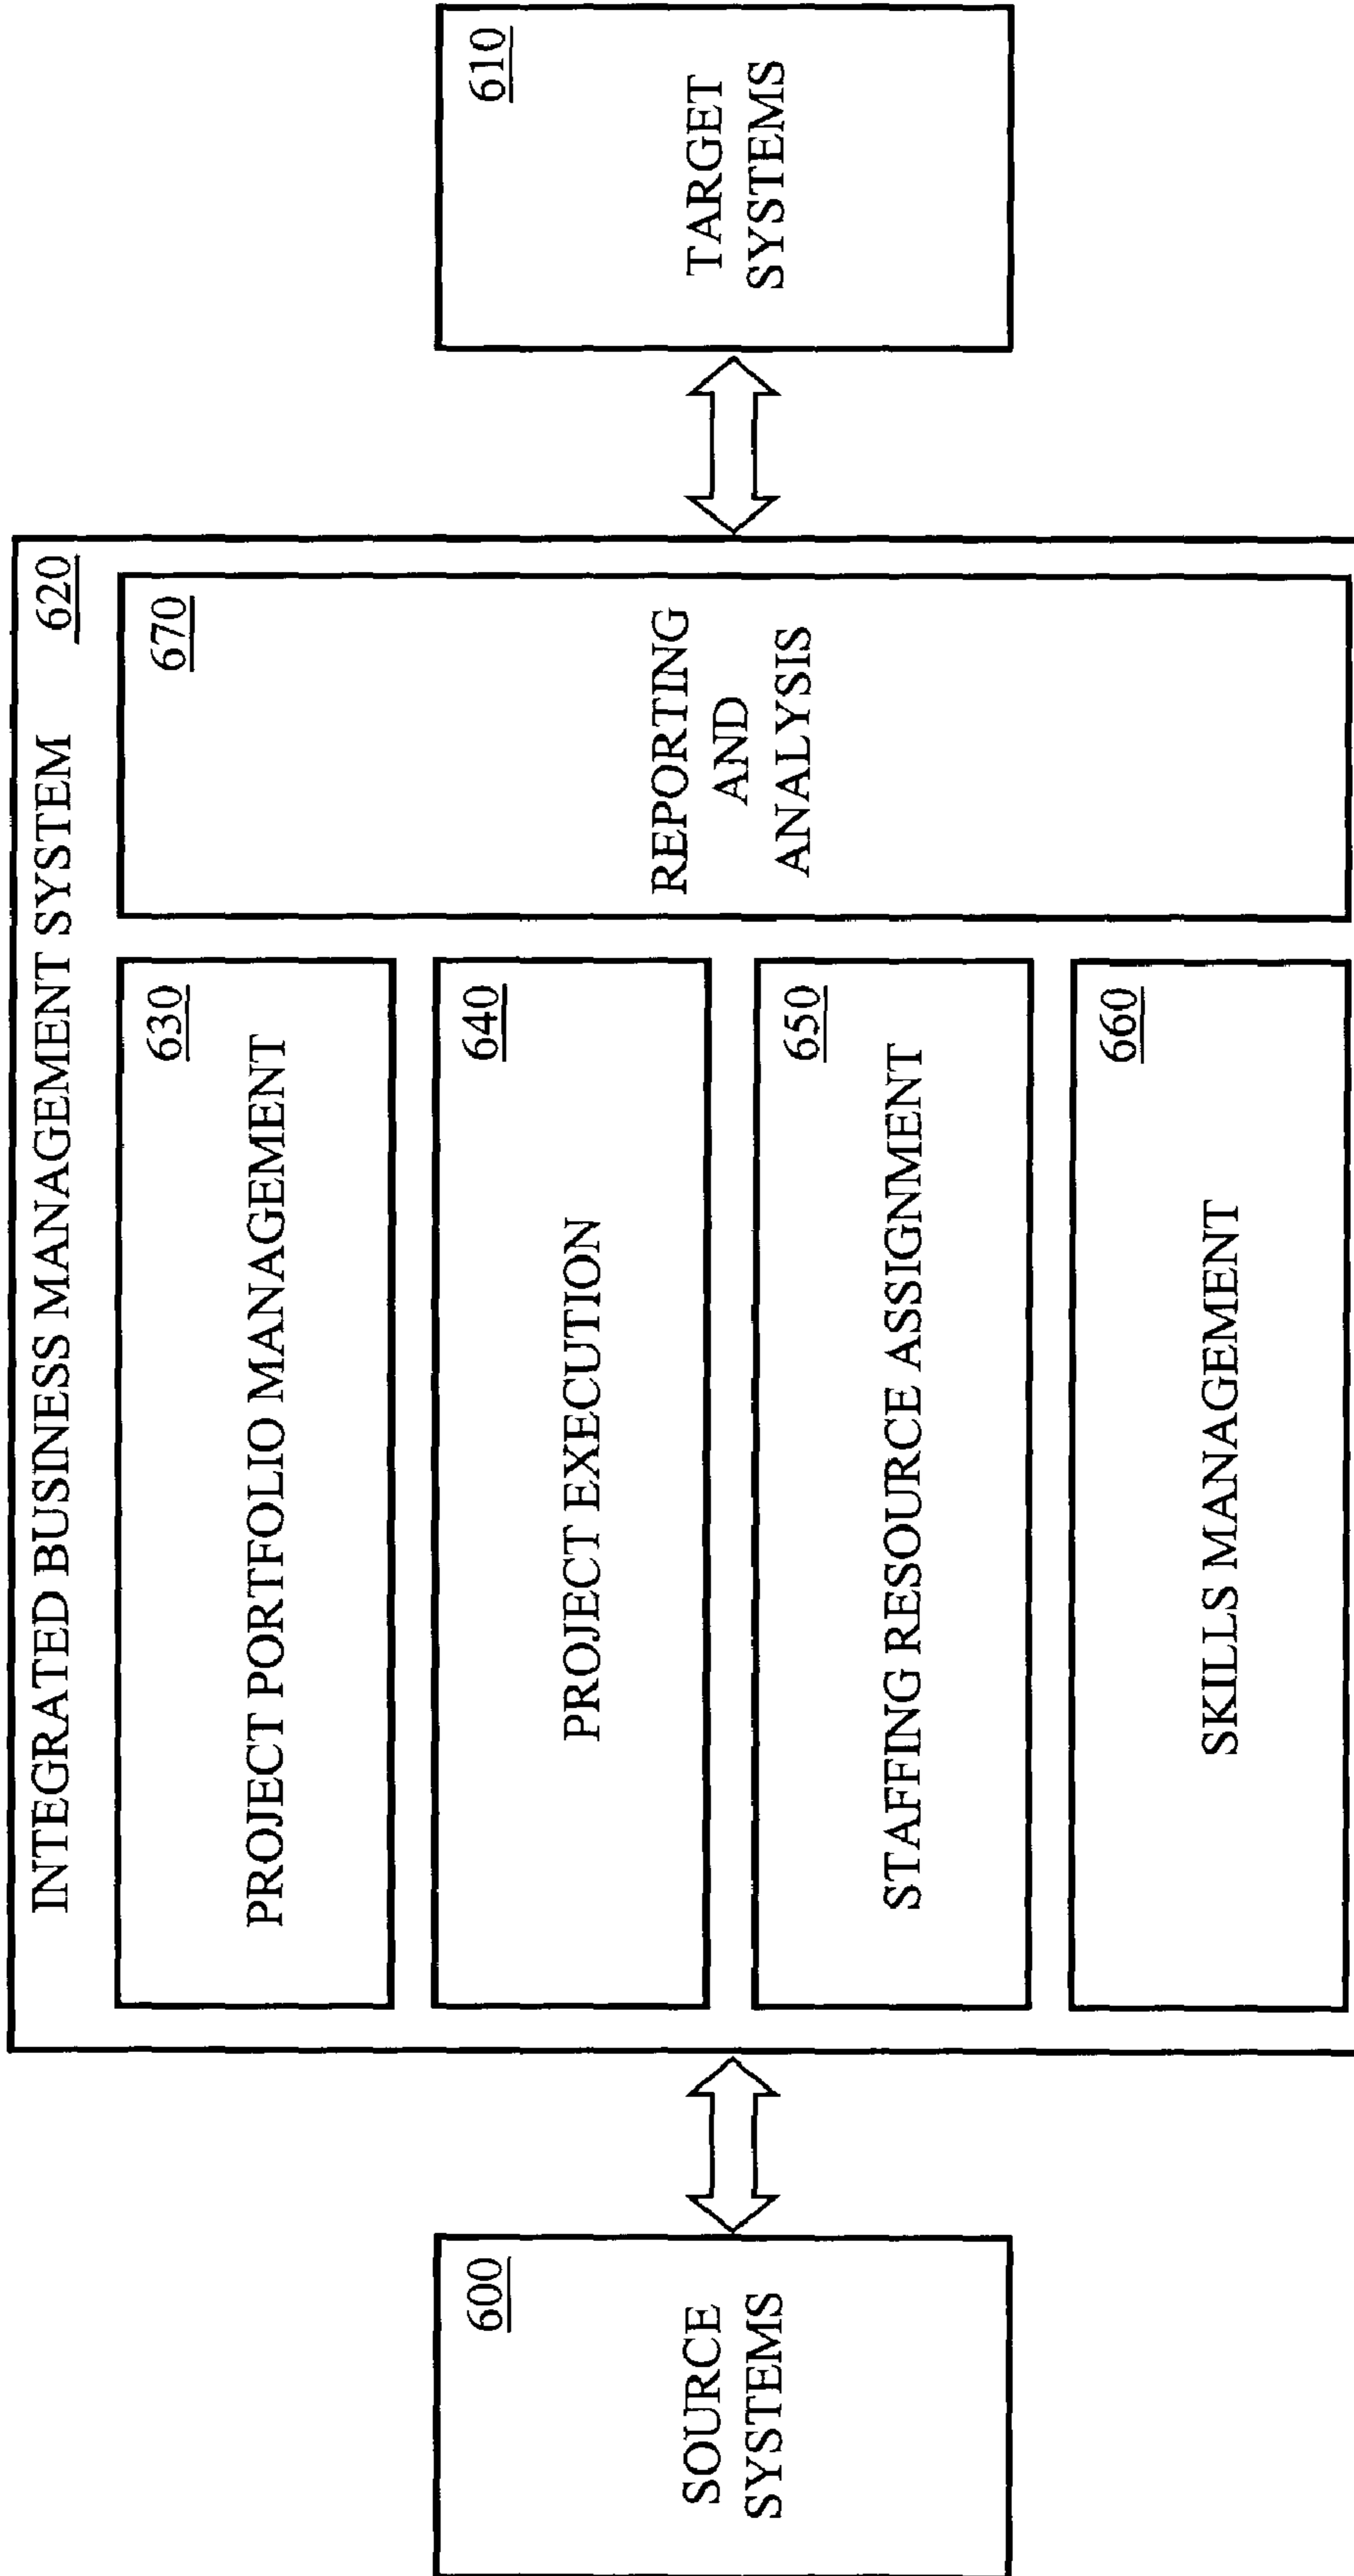 INTEGRATED BUSINESS MANAGEMENT SYSTEM 620
SOURCE
SYSTEMS
600
PROJECT PORTFOLIO MANAGEMENT
630
PROJECT EXECUTION
640
STAFFING RESOURCE ASSIGNMENT
650
SKILLS MANAGEMENT
660
670
REPORTING
AND
ANALYSIS
610
TARGET
SYSTEMS